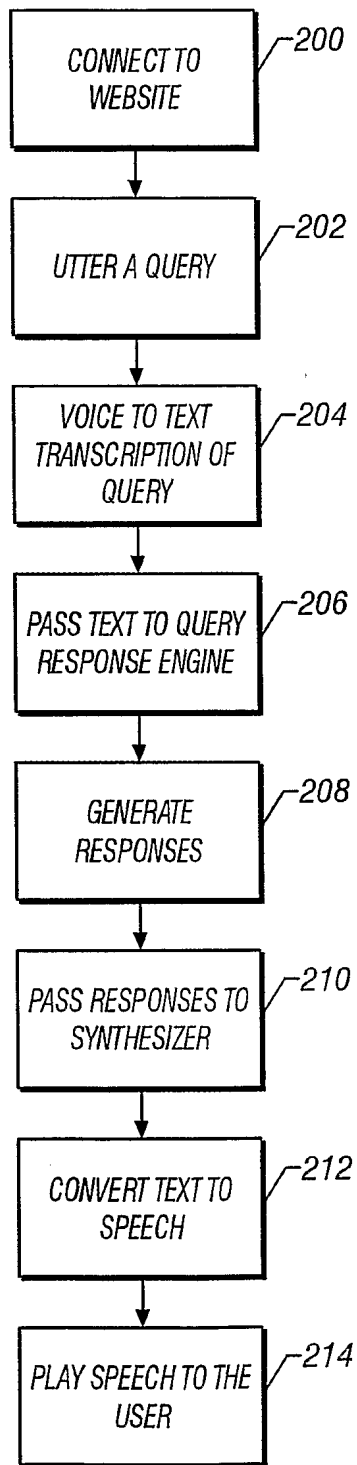 CONNECT TO
WEBSITE
200
UTTER A QUERY
202
VOICE TO TEXT
TRANSCRIPTION OF
QUERY
204
PASS TEXT TO QUERY
RESPONSE ENGINE
206
GENERATE
RESPONSES
208
PASS RESPONSES TO
SYNTHESIZER
210
CONVERT TEXT TO
SPEECH
212
PLAY SPEECH TO THE
USER
214